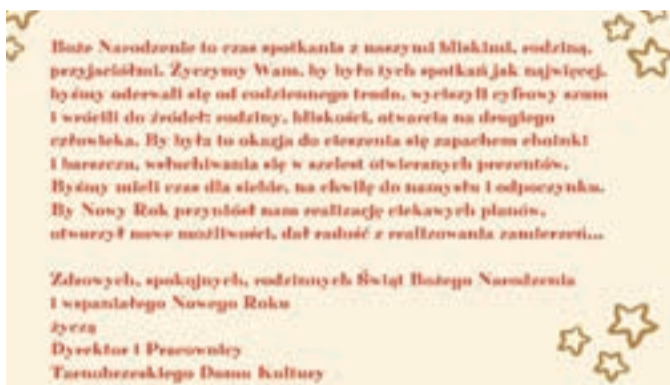 Boże Narodzenie to czas spotkania z naszymi bliskimi, rodziną,
przyjaciółmi. Życzymy Wam, by było tych spotkań jak najwięcej,
byśmy oderwali się od codziennego trudu, wyciszyli cyfrowy szum
i wrócili do źródeł: rodziny, bliskości, otwarcia na drugiego
człowieka. By była to okazja do cieszenia się zapachem choinki
i barszczu, wsłuchiwania się w szelest otwieranych prezentów.
Byśmy mieli czas dla siebie, na chwilę do namysłu i odpoczynku.
By Nowy Rok przyniósł nam realizację ciekawych planów,
otworzył nowe możliwości, dał radość z realizowania zamierzeń...
Zdrowych, spokojnych, rodzinnych Świąt Bożego Narodzenia
i wspaniałego Nowego Roku
życzą
Dyrektor i Pracownicy
Tarnobrzeskiego Domu Kultury